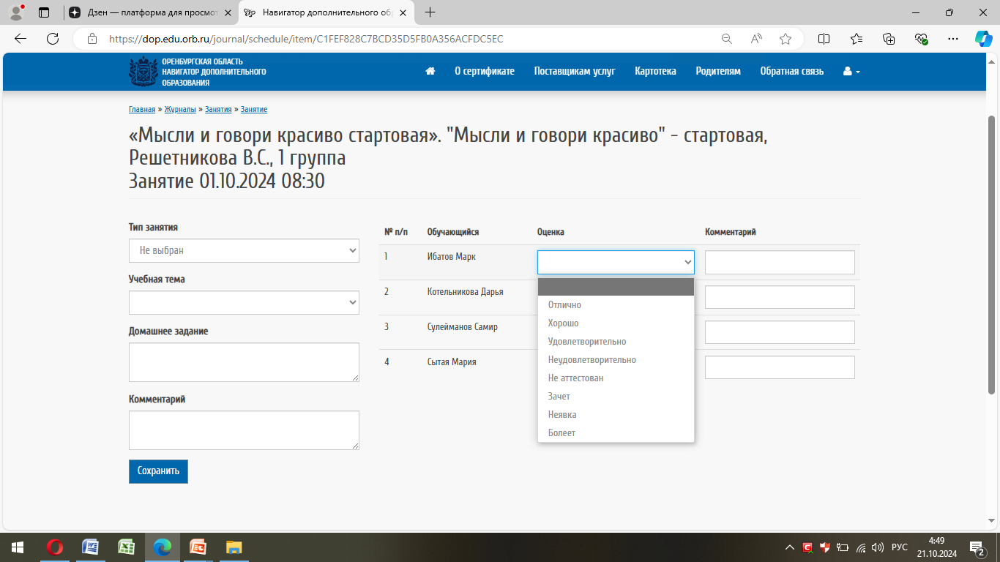 Дзен — платформа для просмот
Навигатор дополнительного обр
https://dop.edu.orb.ru/journal/schedule/item/C1FEF828C7BCD35D5FB0A356ACFDC5EC
ОРЕНБУРГСКАЯ ОБЛАСТЬ
НАВИГАТОР ДОПОЛНИТЕЛЬНОГО
ОБРАЗОВАНИЯ
О сертификате Поставщикам услуг Картотека Родителям Обратная связь
Главная » Журналы » Занятия » Занятие
«Мысли и говори красиво стартовая». "Мысли и говори красиво" - стартовая,
Решетникова В.С., 1 группа
Занятие 01.10.2024 08:30
Тип занятия
Не выбран
Учебная тема
Домашнее задание
Комментарий
Сохранить
№ п/п Обучающийся Оценка Комментарий
1 Ибатов Марк
2 Котельникова Дарья
3 Сулейманов Самир
4 Сытая Мария
Отлично
Хорошо
Удовлетворительно
Неудовлетворительно
Не аттестован
Зачет
Неявка
Болеет
РУС
4:49
21.10.2024
2